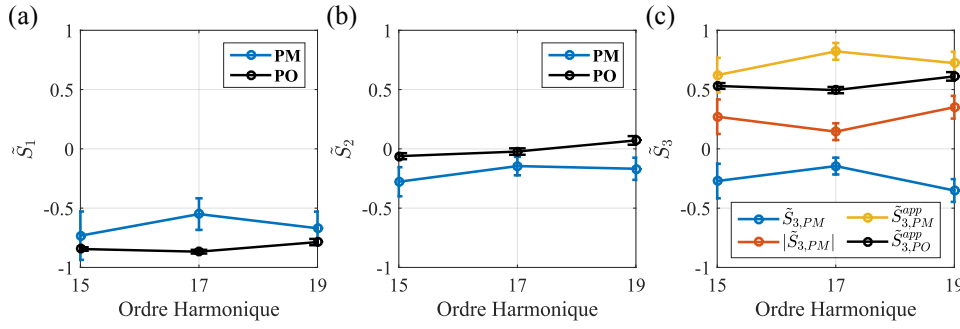 (a)
1
0.5
0
-0.5
-1
S̃₁
PM
PO
15 17 19
Ordre Harmonique
(b)
1
0.5
0
-0.5
-1
S̃₂
PM
PO
15 17 19
Ordre Harmonique
(c)
1
0.5
0
-0.5
-1
S̃₃
S̃₃,PM S̃₃,PM^app
|S̃₃,PM| S̃₃,PO^app
15 17 19
Ordre Harmonique